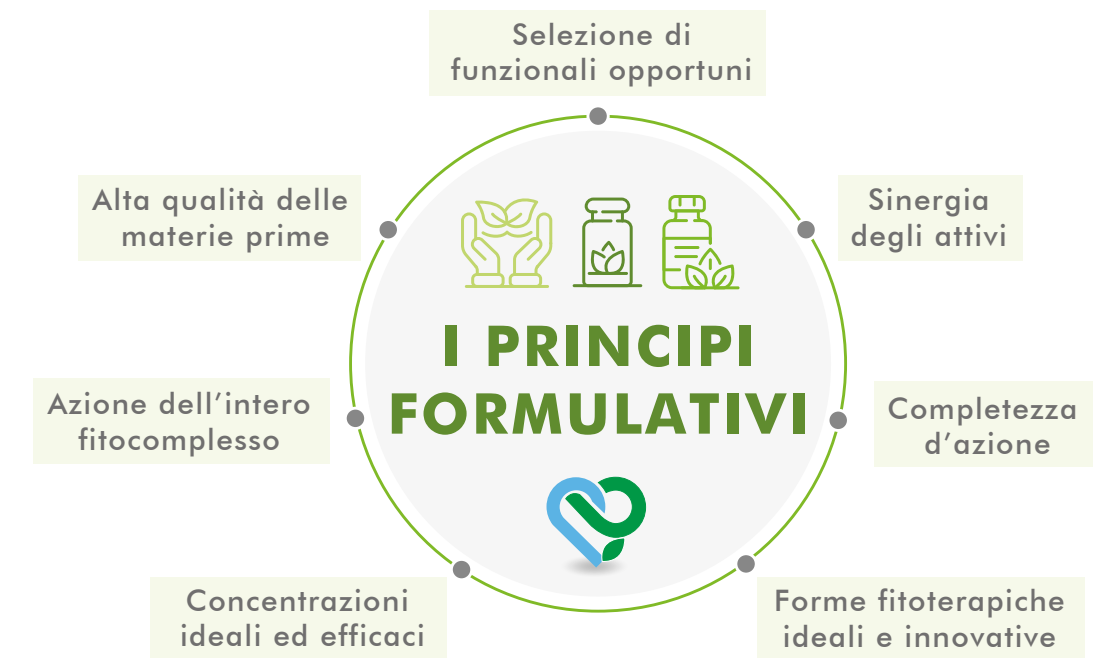 Selezione di
funzionali opportuni
Alta qualità delle
materie prime
Sinergia
degli attivi
I PRINCIPI
FORMULATIVI
Azione dell’intero
fitocomplesso
Completezza
d’azione
Concentrazioni
ideali ed efficaci
Forme fitoterapiche
ideali e innovative